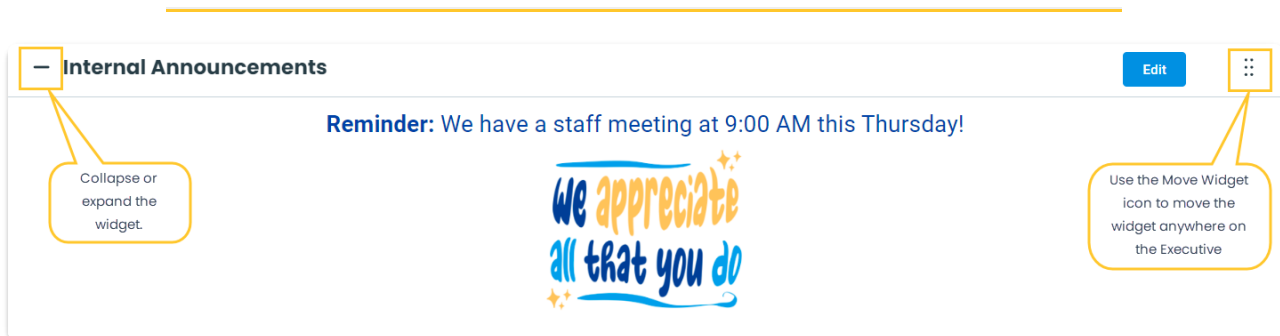 Internal Announcements
Edit
Reminder: We have a staff meeting at 9:00 AM this Thursday!
we appreciate
all that you do
Collapse or
expand the
widget.
Use the Move Widget
icon to move the
widget anywhere on
the Executive